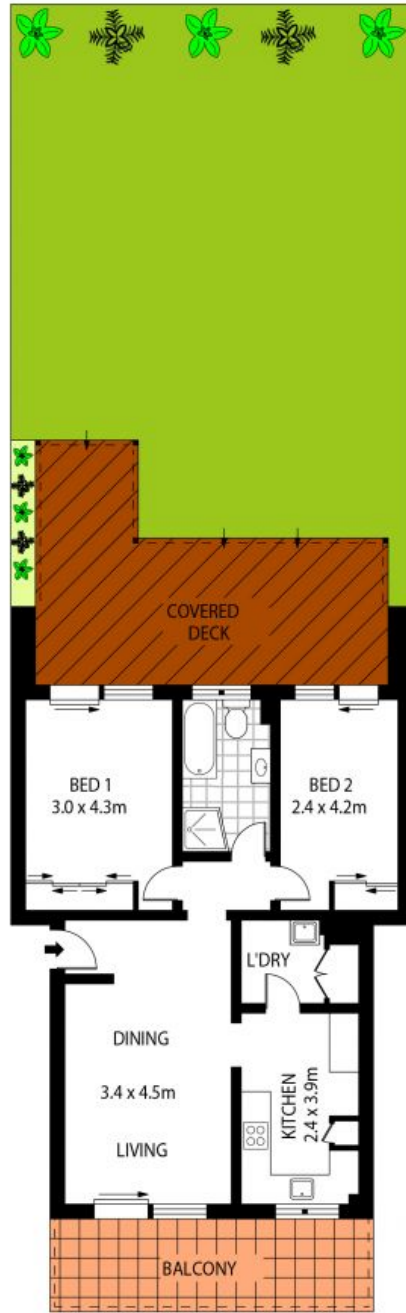 COVERED
DECK
BED 1
3.0 x 4.3m
BED 2
2.4 x 4.2m
L'DRY
DINING
3.4 x 4.5m
LIVING
KITCHEN
2.4 x 3.9m
BALCONY